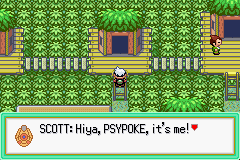 SCOTT: Hiya, PSYPOKE, it's me!♥